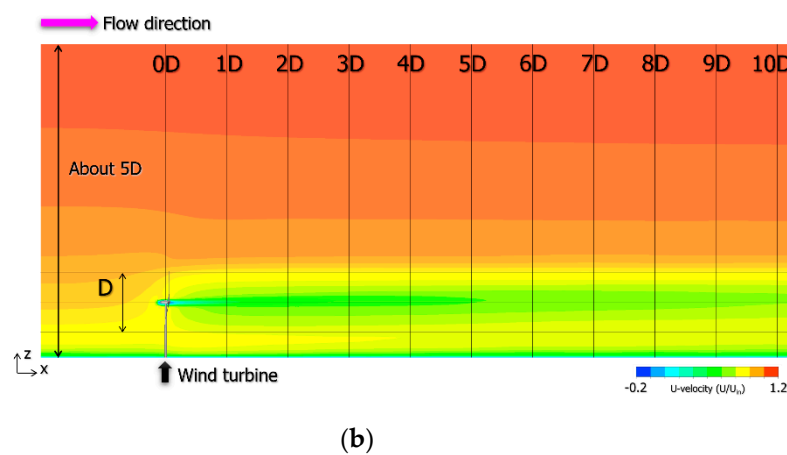 Flow direction
0D 1D 2D 3D 4D 5D 6D 7D 8D 9D 10D
About 5D
D
z
x
Wind turbine
-0.2 U-velocity (U/Uin) 1.2
(b)